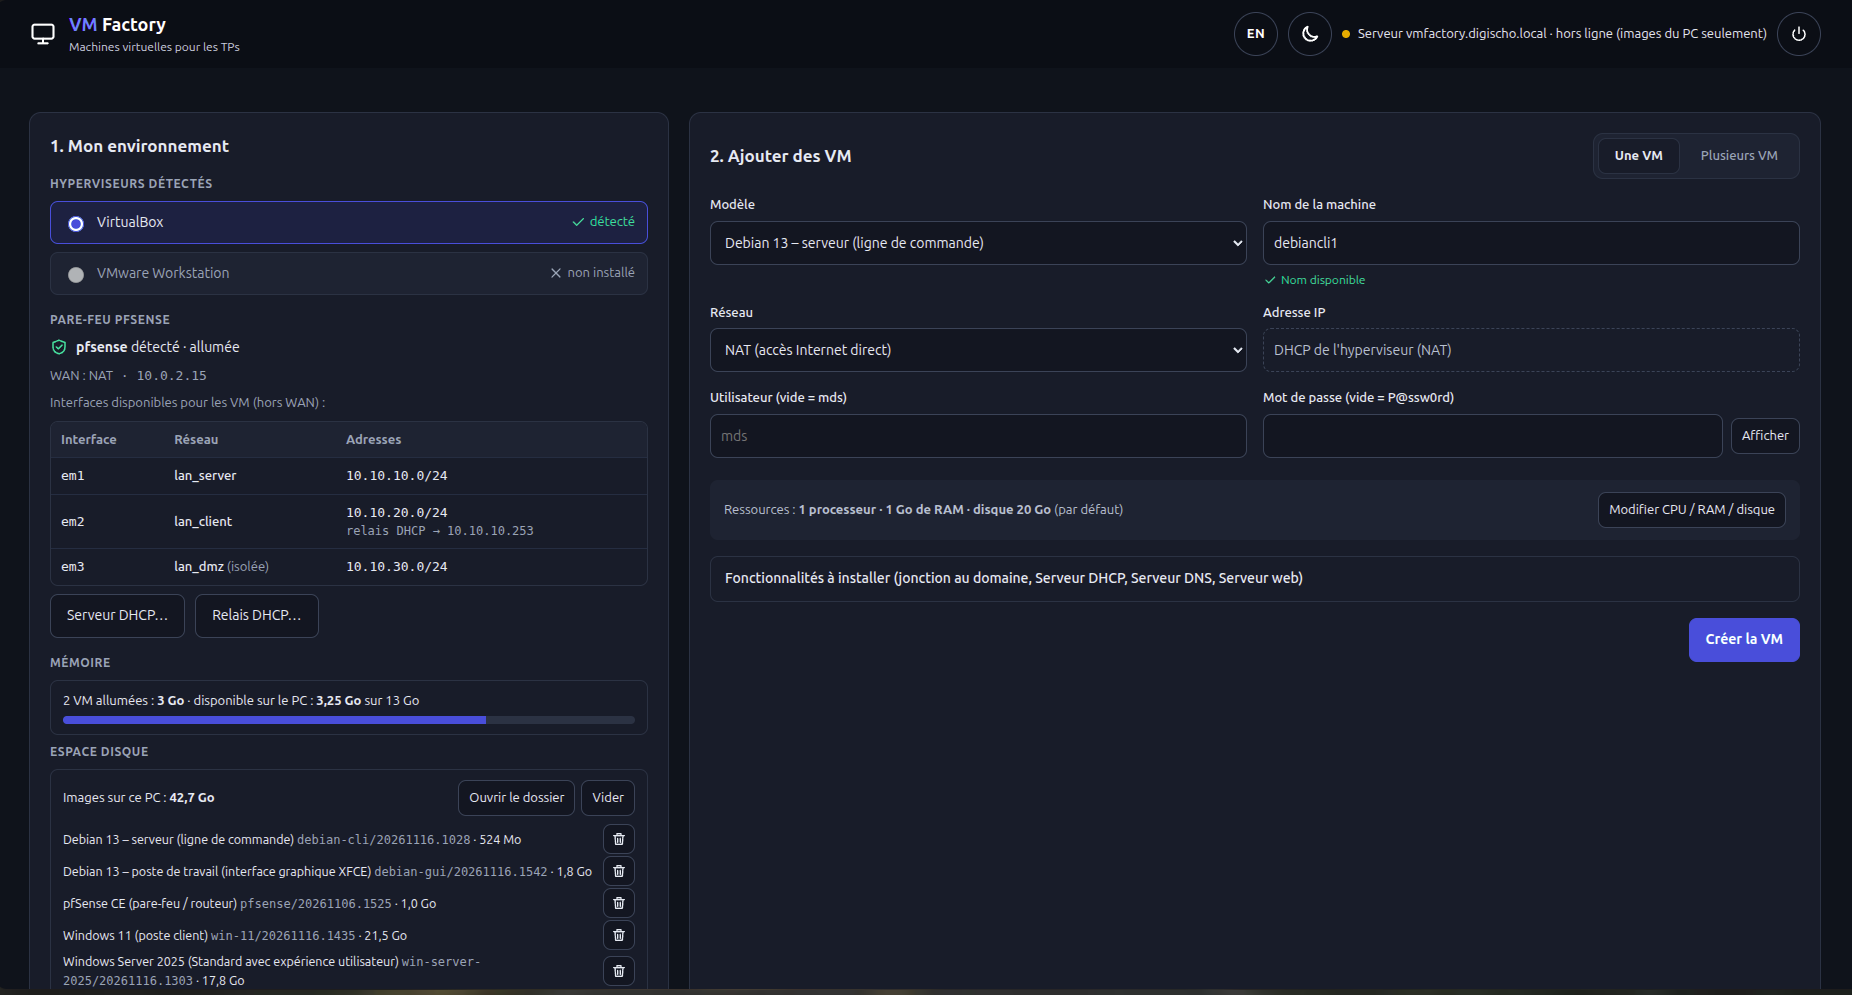 VM Factory
Machines virtuelles pour les TPs
EN
Serveur vmfactory.digischo.local · hors ligne (images du PC seulement)
1. Mon environnement
HYPERVISEURS DÉTECTÉS
VirtualBox
détecté
VMware Workstation
non installé
PARE-FEU PFSENSE
pfsense détecté · allumée
WAN : NAT · 10.0.2.15
Interfaces disponibles pour les VM (hors WAN) :
Interface Réseau Adresses
em1 lan_server 10.10.10.0/24
em2 lan_client 10.10.20.0/24
relais DHCP → 10.10.10.253
em3 lan_dmz (isolée) 10.10.30.0/24
Serveur DHCP… Relais DHCP…
MÉMOIRE
2 VM allumées : 3 Go · disponible sur le PC : 3,25 Go sur 13 Go
ESPACE DISQUE
Images sur ce PC : 42,7 Go
Ouvrir le dossier
Vider
Debian 13 – serveur (ligne de commande) debian-cli/20261116.1028 · 524 Mo
Debian 13 – poste de travail (interface graphique XFCE) debian-gui/20261116.1542 · 1,8 Go
pfSense CE (pare-feu / routeur) pfsense/20261106.1525 · 1,0 Go
Windows 11 (poste client) win-11/20261116.1435 · 21,5 Go
Windows Server 2025 (Standard avec expérience utilisateur) win-server-
2025/20261116.1303 · 17,8 Go
2. Ajouter des VM
Une VM
Plusieurs VM
Modèle
Debian 13 – serveur (ligne de commande)
Nom de la machine
debiancli1
Nom disponible
Réseau
NAT (accès Internet direct)
Adresse IP
DHCP de l'hyperviseur (NAT)
Utilisateur (vide = mds)
mds
Mot de passe (vide = P@ssw0rd)
Afficher
Ressources : 1 processeur · 1 Go de RAM · disque 20 Go (par défaut)
Modifier CPU / RAM / disque
Fonctionnalités à installer (jonction au domaine, Serveur DHCP, Serveur DNS, Serveur web)
Créer la VM